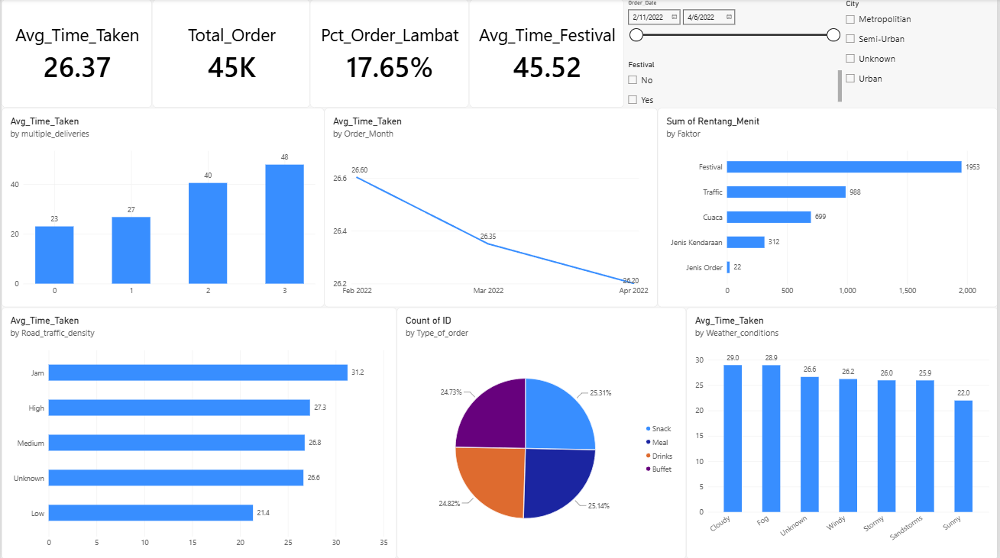 Avg_Time_Taken
26.37
Total_Order
45K
Pct_Order_Lambat
17.65%
Avg_Time_Festival
45.52
Order_Date
2/11/2022
4/6/2022
Festival
No
Yes
City
Metropolitian
Semi-Urban
Unknown
Urban
Avg_Time_Taken
by multiple_deliveries
40
20
0
23
27
40
48
0
1
2
3
Avg_Time_Taken
by Order_Month
26.6
26.4
26.2
26.60
26.35
26.20
Feb 2022
Mar 2022
Apr 2022
Sum of Rentang_Menit
by Faktor
Festival
1953
Traffic
988
Cuaca
699
Jenis Kendaraan
312
Jenis Order
22
0
500
1,000
1,500
2,000
Avg_Time_Taken
by Road_traffic_density
Jam
31.2
High
27.3
Medium
26.8
Unknown
26.6
Low
21.4
0
5
10
15
20
25
30
35
Count of ID
by Type_of_order
24.73%
25.31%
24.82%
25.14%
Snack
Meal
Drinks
Buffet
Avg_Time_Taken
by Weather_conditions
30
25
20
15
10
5
0
29.0
28.9
26.6
26.2
26.0
25.9
22.0
Cloudy
Fog
Unknown
Windy
Stormy
Sandstorms
Sunny